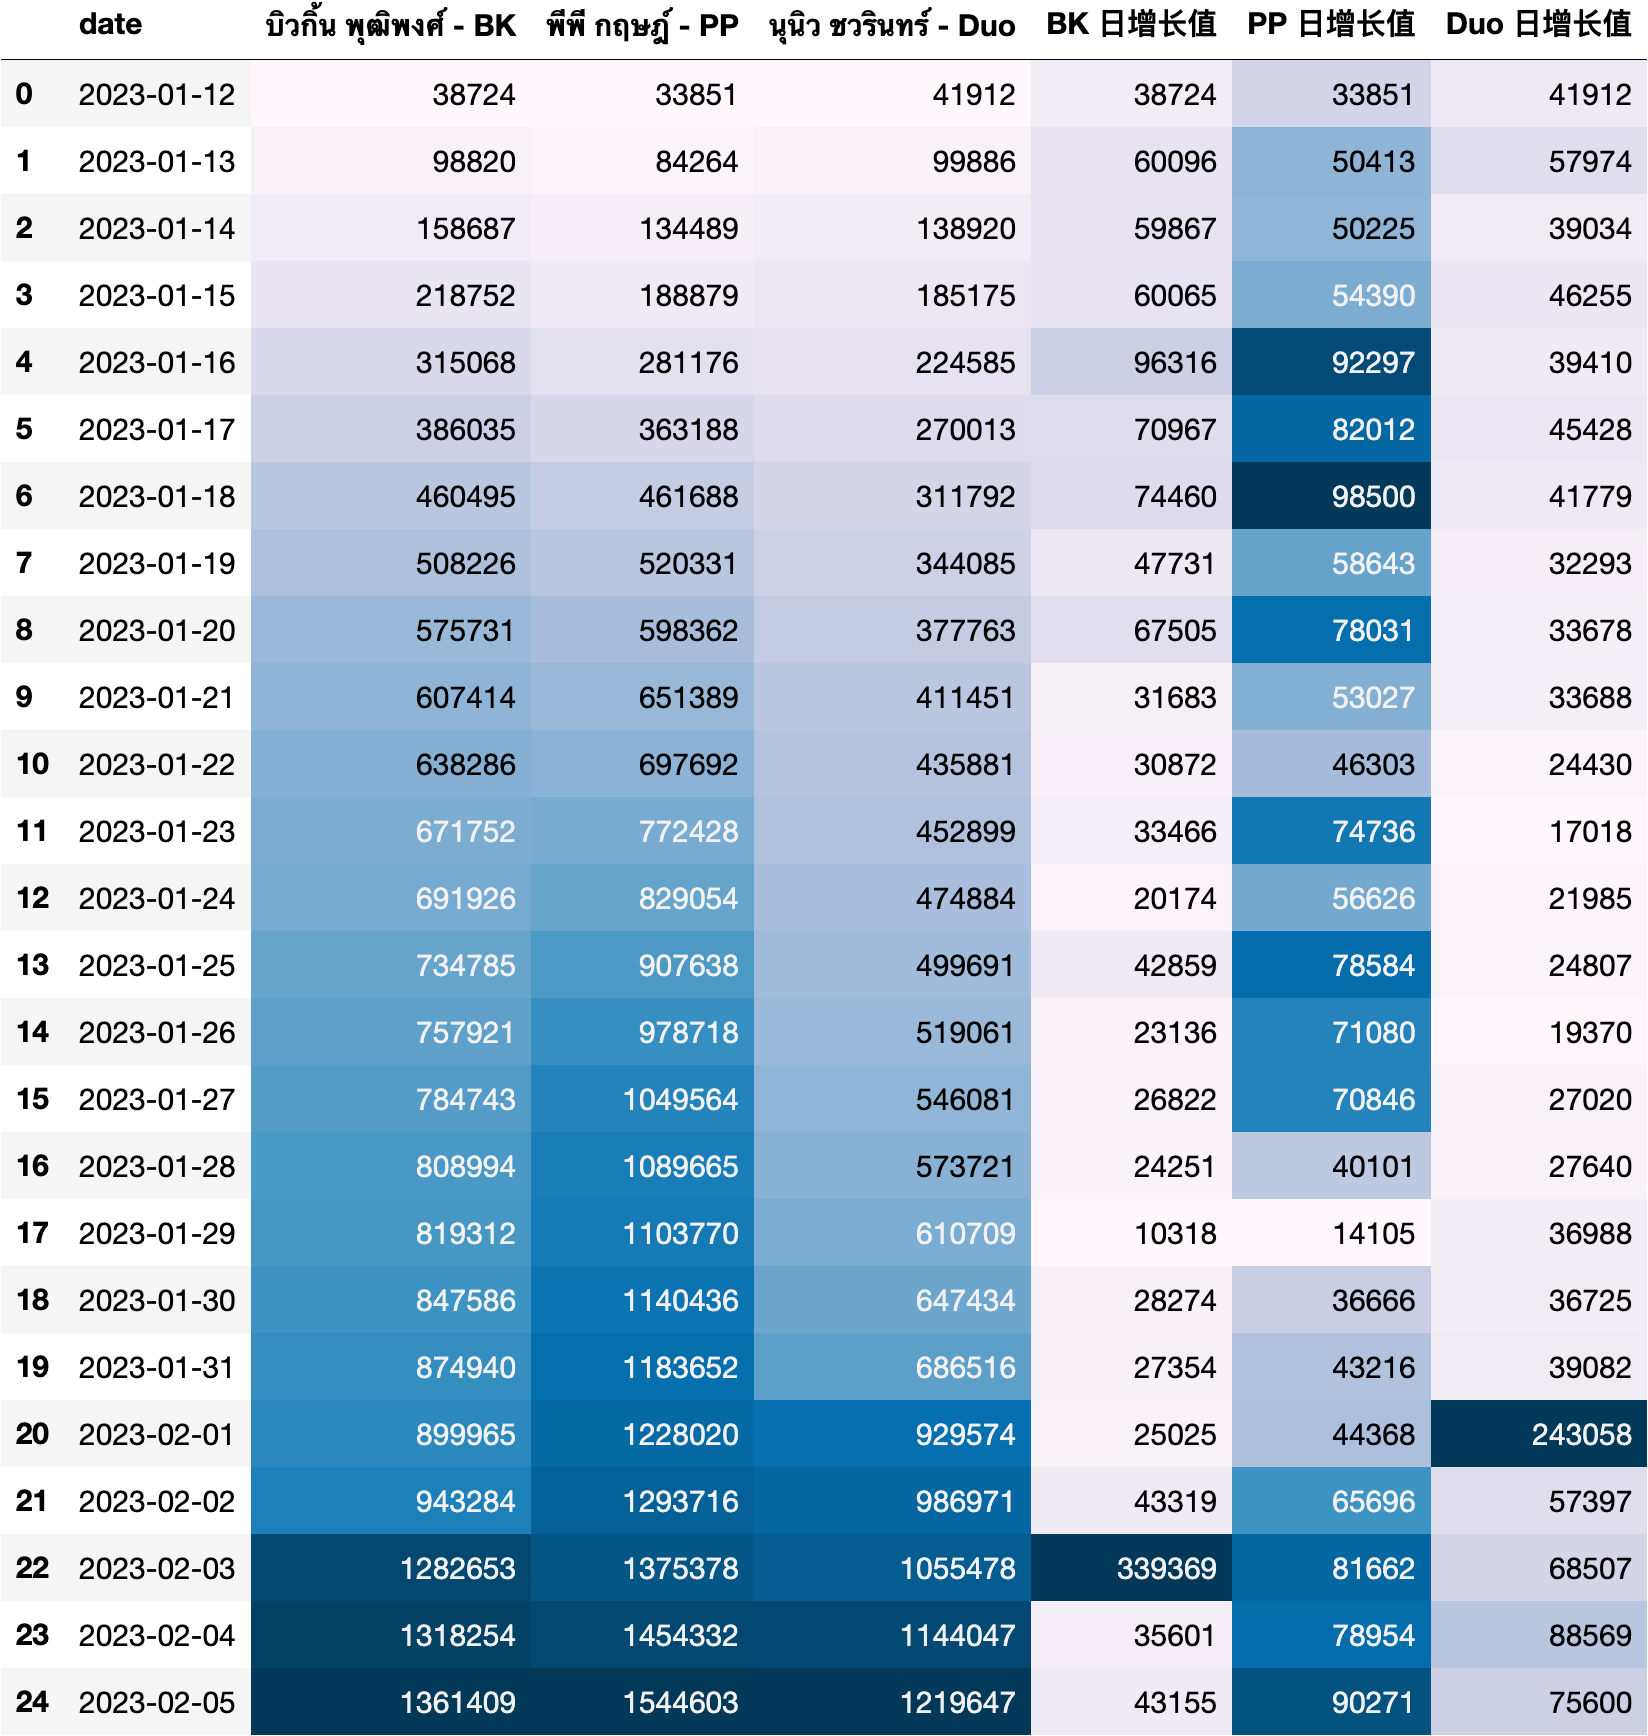 date บิวกิ้น พุฒิพงศ์ - BK พีพี กฤษฎ์ - PP นุนิว ชวรินทร์ - Duo BK 日增长值 PP 日增长值 Duo 日增长值
0 2023-01-12 38724 33851 41912 38724 33851 41912
1 2023-01-13 98820 84264 99886 60096 50413 57974
2 2023-01-14 158687 134489 138920 59867 50225 39034
3 2023-01-15 218752 188879 185175 60065 54390 46255
4 2023-01-16 315068 281176 224585 96316 92297 39410
5 2023-01-17 386035 363188 270013 70967 82012 45428
6 2023-01-18 460495 461688 311792 74460 98500 41779
7 2023-01-19 508226 520331 344085 47731 58643 32293
8 2023-01-20 575731 598362 377763 67505 78031 33678
9 2023-01-21 607414 651389 411451 31683 53027 33688
10 2023-01-22 638286 697692 435881 30872 46303 24430
11 2023-01-23 671752 772428 452899 33466 74736 17018
12 2023-01-24 691926 829054 474884 20174 56626 21985
13 2023-01-25 734785 907638 499691 42859 78584 24807
14 2023-01-26 757921 978718 519061 23136 71080 19370
15 2023-01-27 784743 1049564 546081 26822 70846 27020
16 2023-01-28 808994 1089665 573721 24251 40101 27640
17 2023-01-29 819312 1103770 610709 10318 14105 36988
18 2023-01-30 847586 1140436 647434 28274 36666 36725
19 2023-01-31 874940 1183652 686516 27354 43216 39082
20 2023-02-01 899965 1228020 929574 25025 44368 243058
21 2023-02-02 943284 1293716 986971 43319 65696 57397
22 2023-02-03 1282653 1375378 1055478 339369 81662 68507
23 2023-02-04 1318254 1454332 1144047 35601 78954 88569
24 2023-02-05 1361409 1544603 1219647 43155 90271 75600